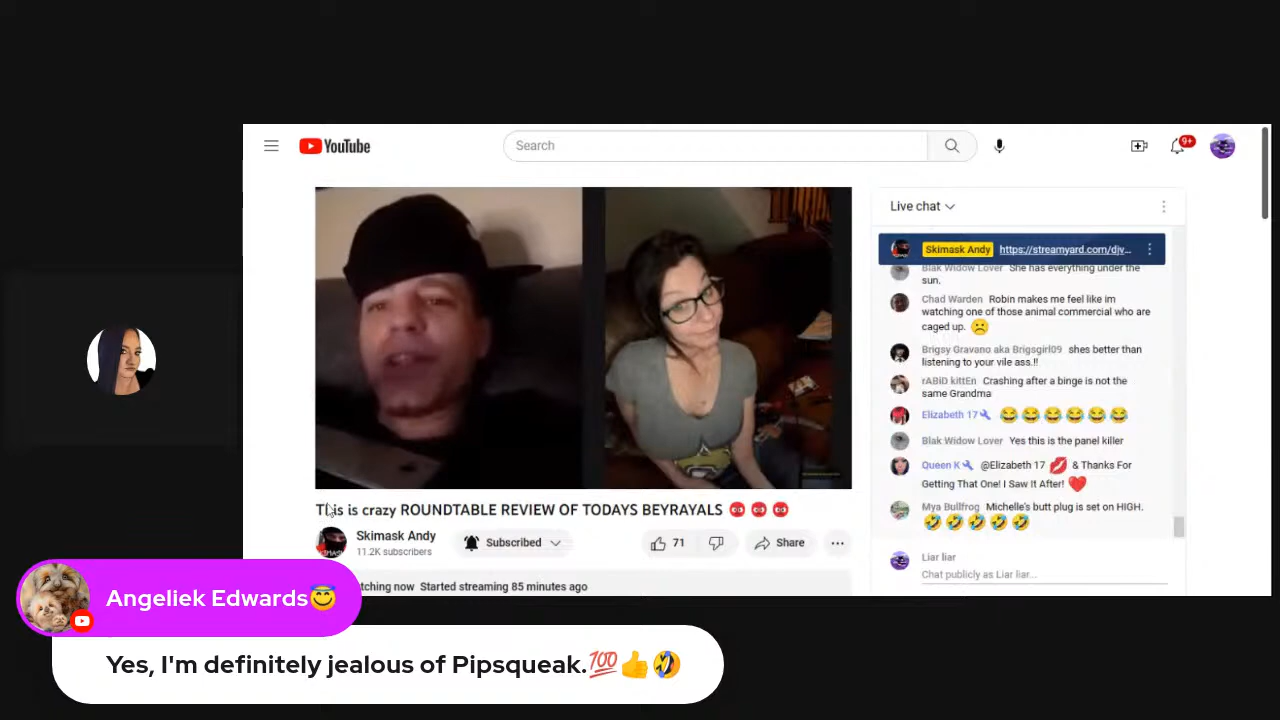 YouTube
Search
9+
Live chat
Skimask Andy https://streamyard.com/djv...
Blak Widow Lover She has everything under the
sun.
Chad Warden Robin makes me feel like im
watching one of those animal commercial who are
caged up. ☹️
Brigsy Gravano aka Brigsgirl09 shes better than
listening to your vile ass.!!
rABiD kittEn Crashing after a binge is not the
same Grandma
Elizabeth 17 😂😂😂😂😂😂
Blak Widow Lover Yes this is the panel killer
Queen K @Elizabeth 17 💋 & Thanks For
Getting That One! I Saw It After! ❤️
Mya Bullfrog Michelle's butt plug is set on HIGH.
🤣🤣🤣🤣🤣
Liar liar
Chat publicly as Liar liar...
This is crazy ROUNDTABLE REVIEW OF TODAYS BEYRAYALS
Skimask Andy
11.2K subscribers
Subscribed
71
Share
...
tching now Started streaming 85 minutes ago
Angeliek Edwards😇
Yes, I'm definitely jealous of Pipsqueak.💯👍🤣